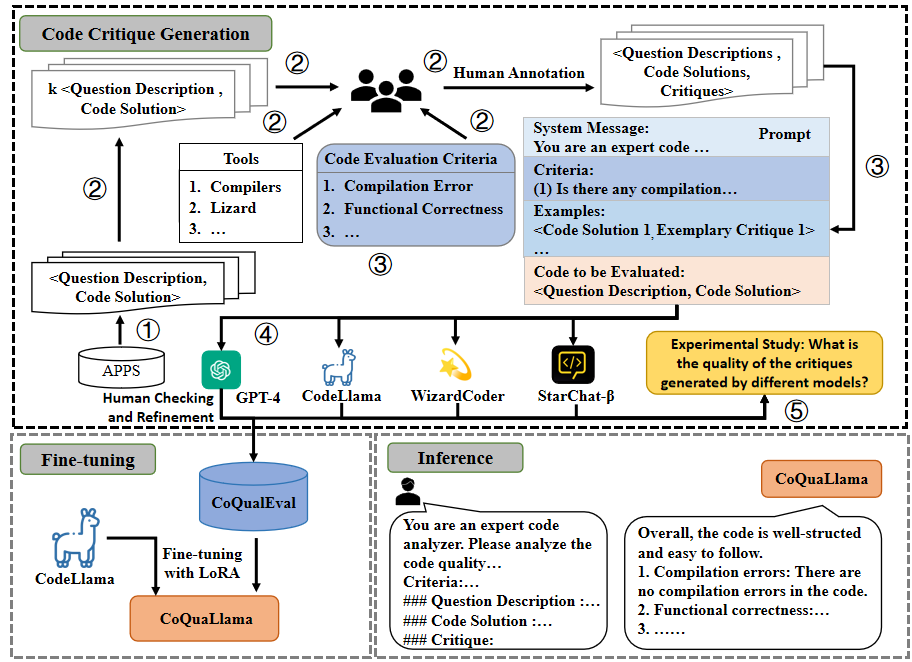 Code Critique Generation
k <Question Description ,
Code Solution>
②
②
Human Annotation
<Question Descriptions ,
Code Solutions,
Critiques>
②
②
②
Tools
1. Compilers
2. Lizard
3. …
Code Evaluation Criteria
1. Compilation Error
2. Functional Correctness
3. …
③
System Message:
Prompt
You are an expert code …
Criteria:
(1) Is there any compilation…
Examples:
<Code Solution 1, Exemplary Critique 1>
…
Code to be Evaluated:
<Question Description, Code Solution>
③
<Question Description,
Code Solution>
①
APPS
④
Human Checking
and Refinement
GPT-4
CodeLlama
WizardCoder
StarChat-β
Experimental Study: What is
the quality of the critiques
generated by different models?
⑤
Fine-tuning
CoQualEval
CodeLlama
Fine-tuning
with LoRA
CoQuaLlama
Inference
CoQuaLlama
You are an expert code
analyzer. Please analyze the
code quality…
Criteria:…
### Question Description :…
### Code Solution :…
### Critique:
Overall, the code is well-structed
and easy to follow.
1. Compilation errors: There are
no compilation errors in the code.
2. Functional correctness:…
3. ……